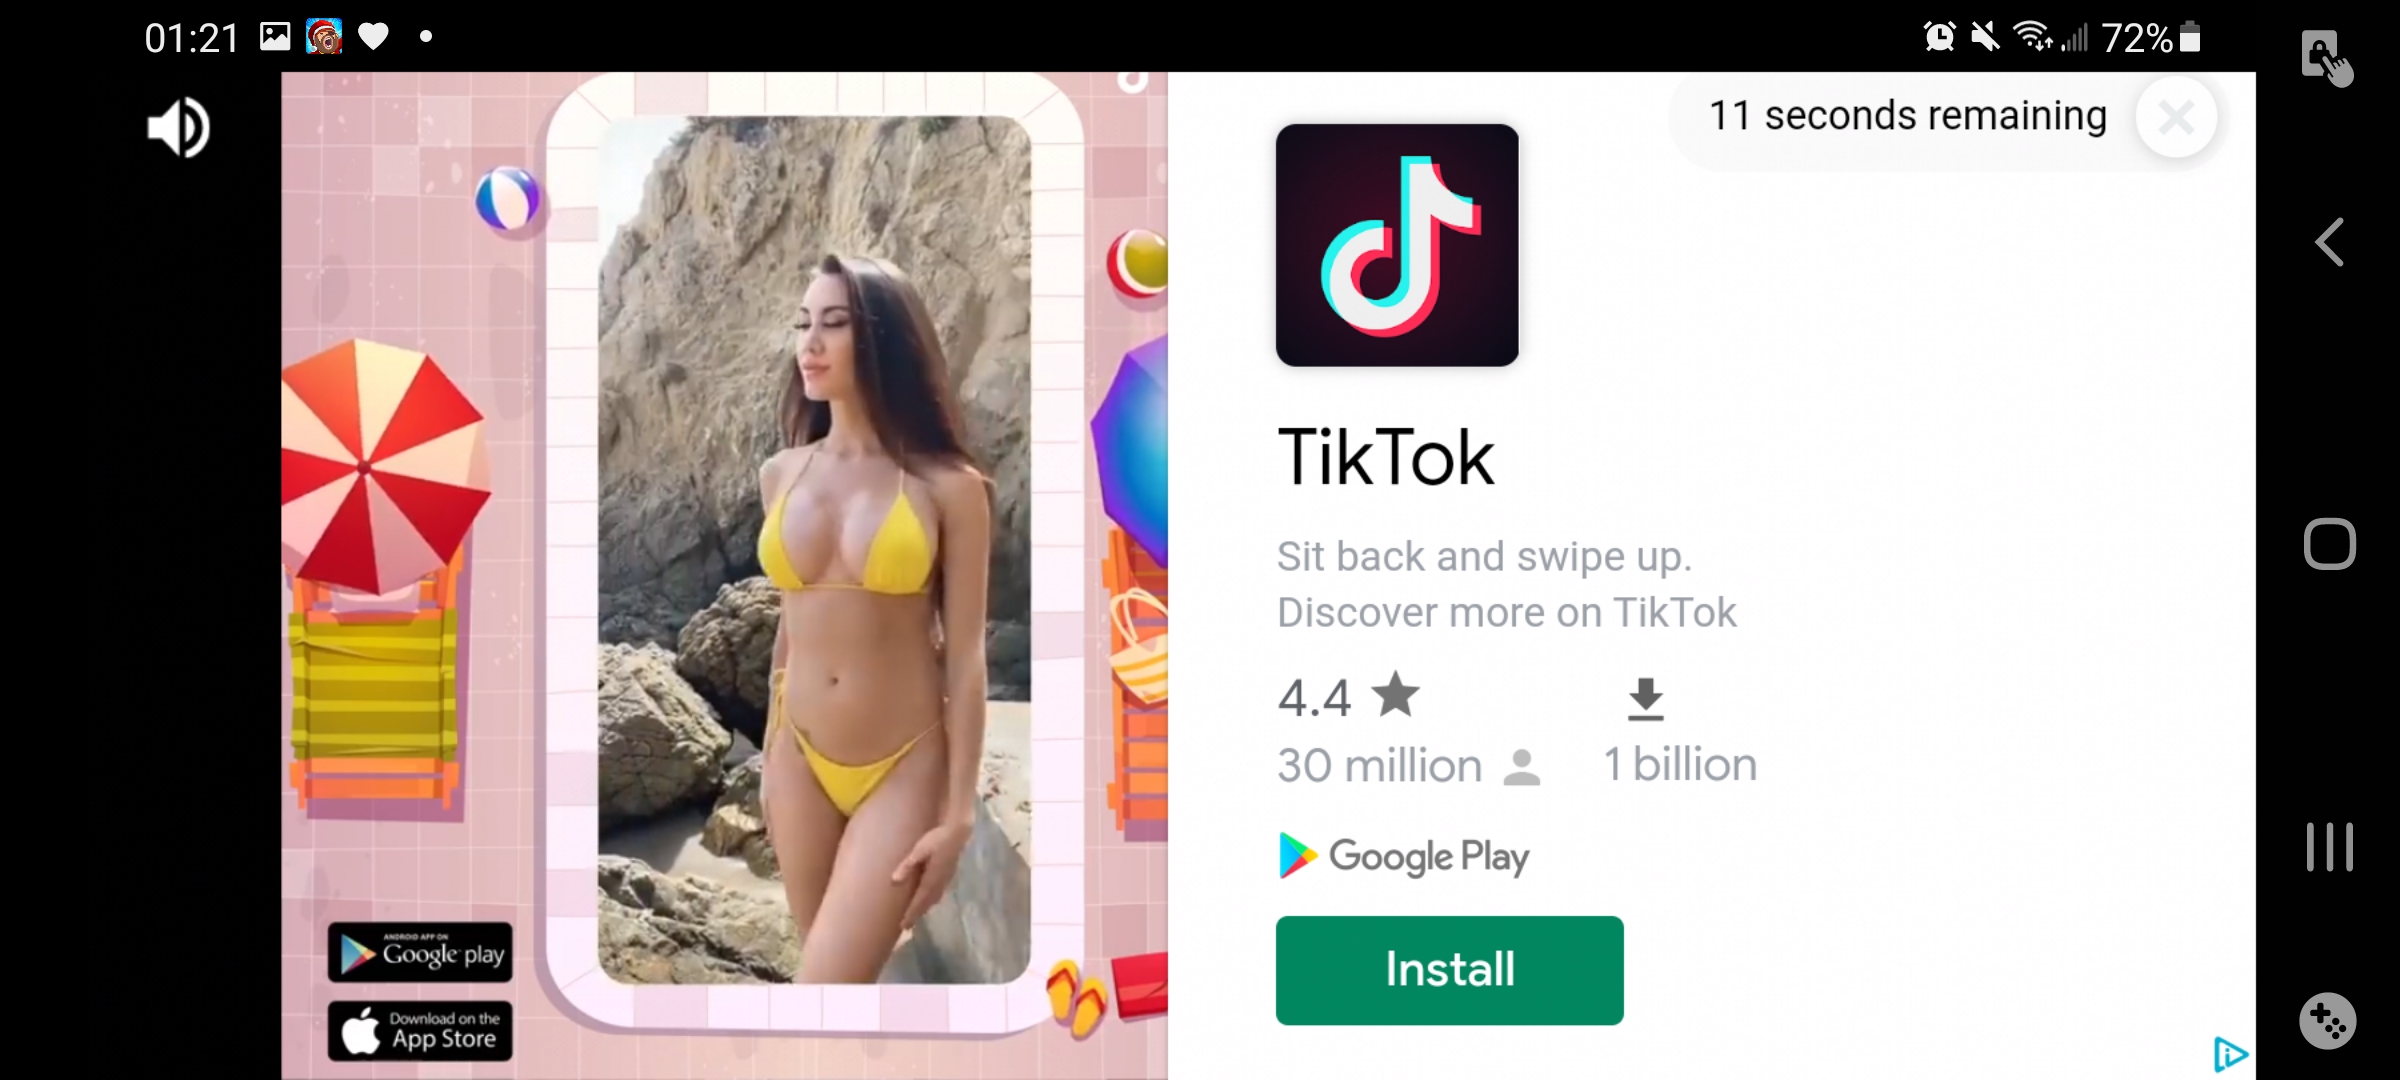 01:21
72%
11 seconds remaining
TikTok
Sit back and swipe up.
Discover more on TikTok
4.4
30 million
1 billion
Google Play
Install
ANDROID APP ON
Google play
Download on the
App Store